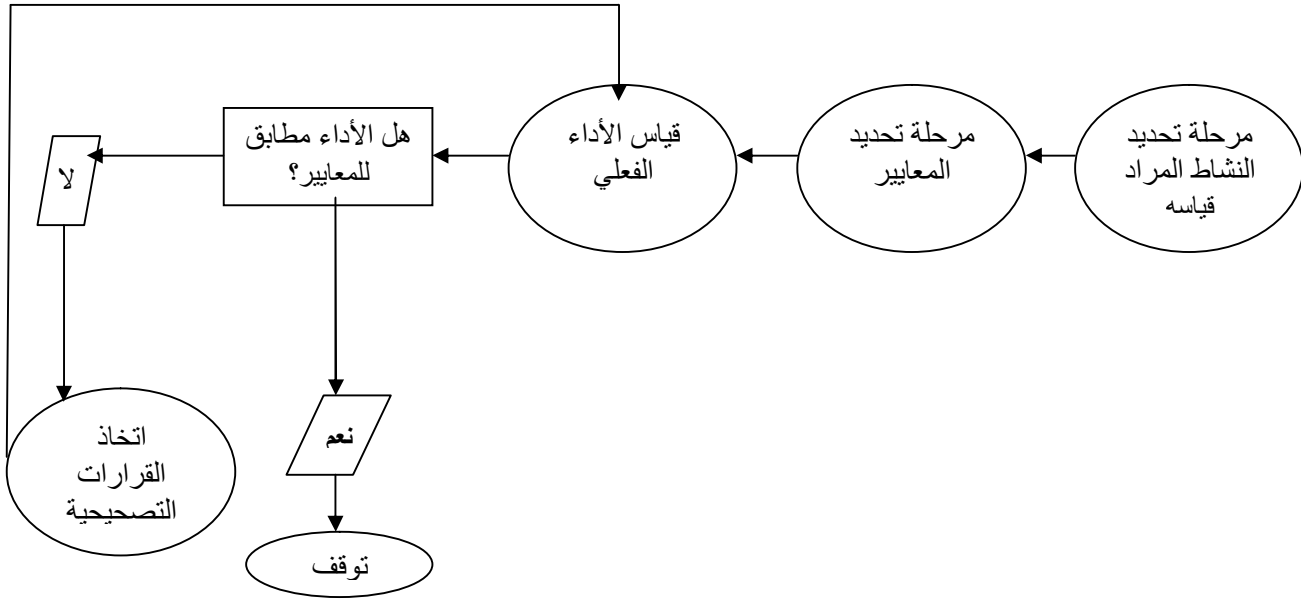 مرحلة تحديد
النشاط المراد
قياسه
مرحلة تحديد
المعايير
قياس الأداء
الفعلي
هل الأداء مطابق
للمعايير؟
لا
نعم
اتخاذ
القرارات
التصحيحية
توقف